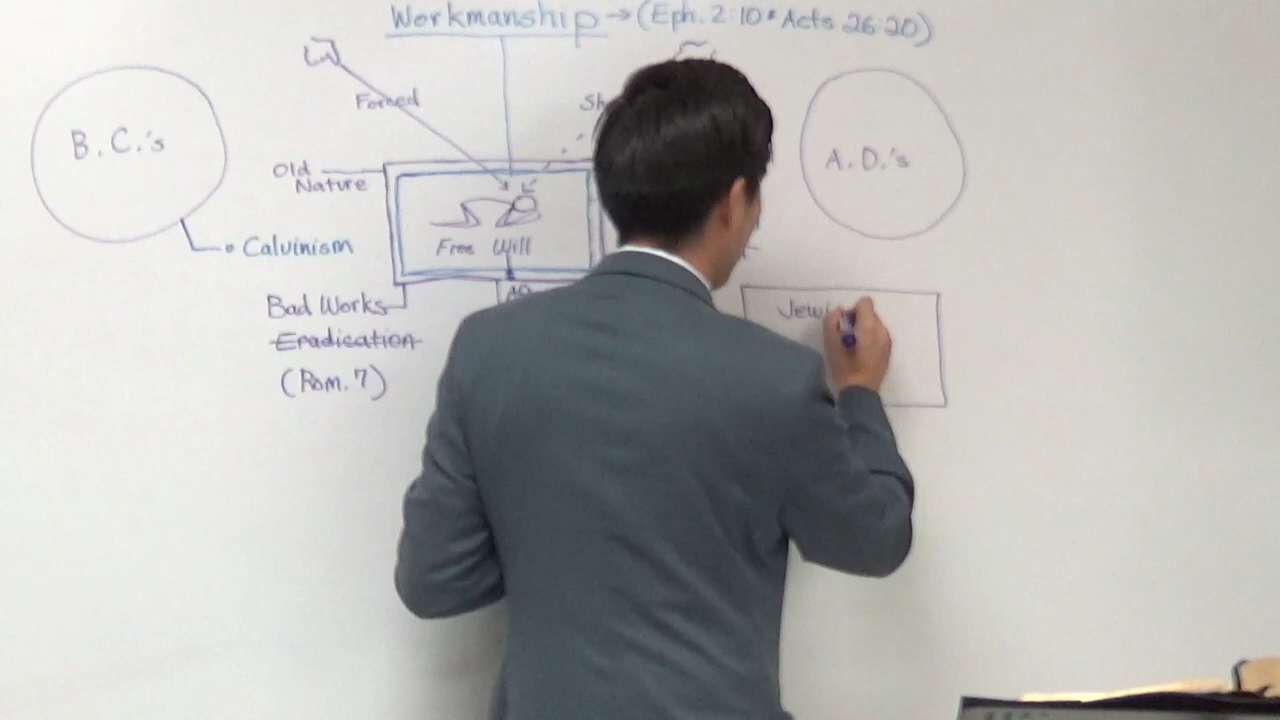 Workmanship → (Eph. 2:10 • Acts 26:20)
Forced
B. C.'s
A. D.'s
Old
Nature
Free Will
• Calvinism
Bad Works
Eradication
(Rom. 7)